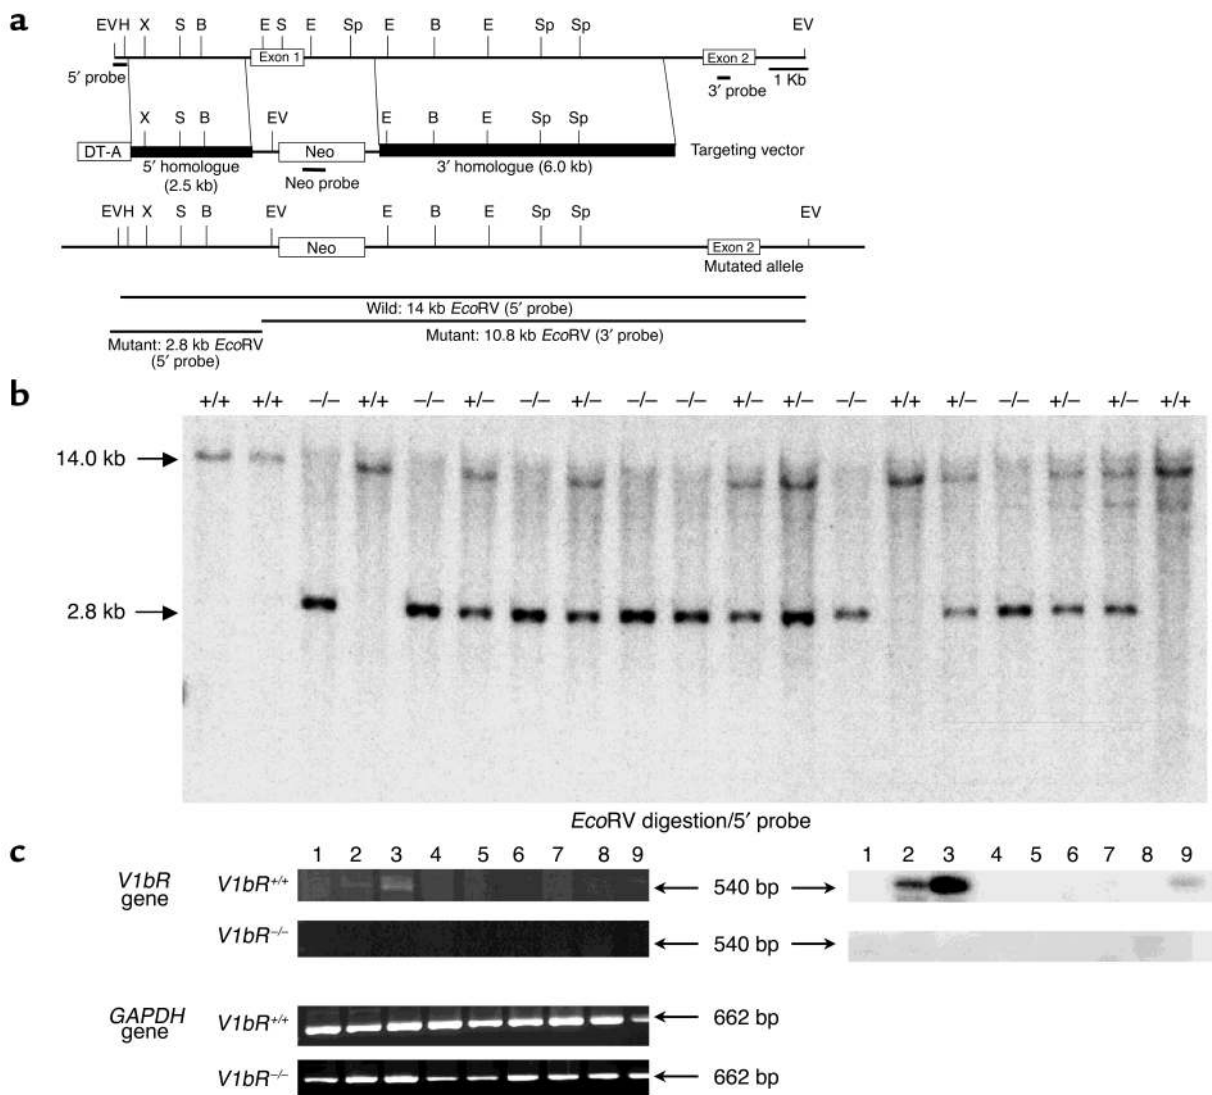 a
EV H X S B E S E Sp E B E Sp Sp EV
Exon 1 Exon 2
5′ probe 3′ probe 1 Kb
X S B EV E B E Sp Sp
DT-A Neo Targeting vector
5′ homologue (2.5 kb) Neo probe 3′ homologue (6.0 kb)
EV H X S B EV E B E Sp Sp EV
Neo Exon 2
Mutated allele
Wild: 14 kb EcoRV (5′ probe)
Mutant: 10.8 kb EcoRV (3′ probe)
Mutant: 2.8 kb EcoRV
(5′ probe)
b
+/+ +/+ –/– +/+ –/– +/– –/– +/– –/– –/– +/– +/– –/– +/+ +/– –/– +/– +/– +/+
14.0 kb
2.8 kb
EcoRV digestion/5′ probe
c
1 2 3 4 5 6 7 8 9 1 2 3 4 5 6 7 8 9
V1bR gene V1bR+/+ 540 bp
V1bR–/– 540 bp
GAPDH gene V1bR+/+ 662 bp
V1bR–/– 662 bp